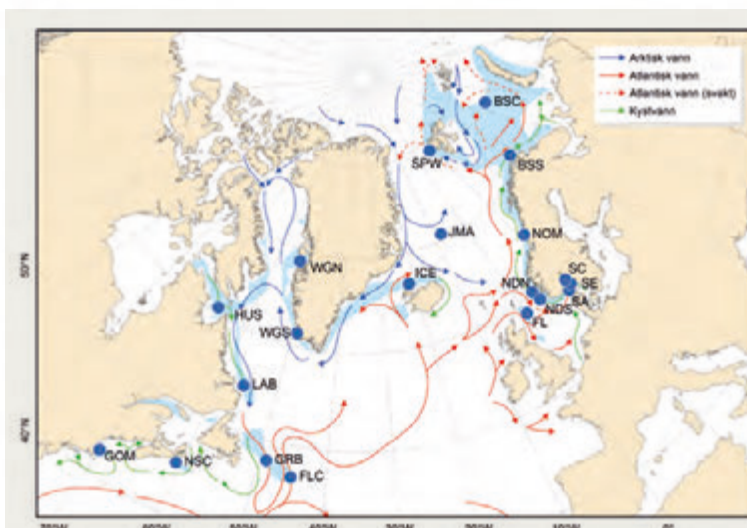 Arktisk vann
Atlantisk vann
Atlantisk vann (svakt)
Kystvann
BSC
SPW
BSS
JMA
NOM
WGN
ICE
SC
SE
NDN
SA
NDS
FL
HUS
WGS
LAB
GOM
NSC
GRB
FLC
40°N